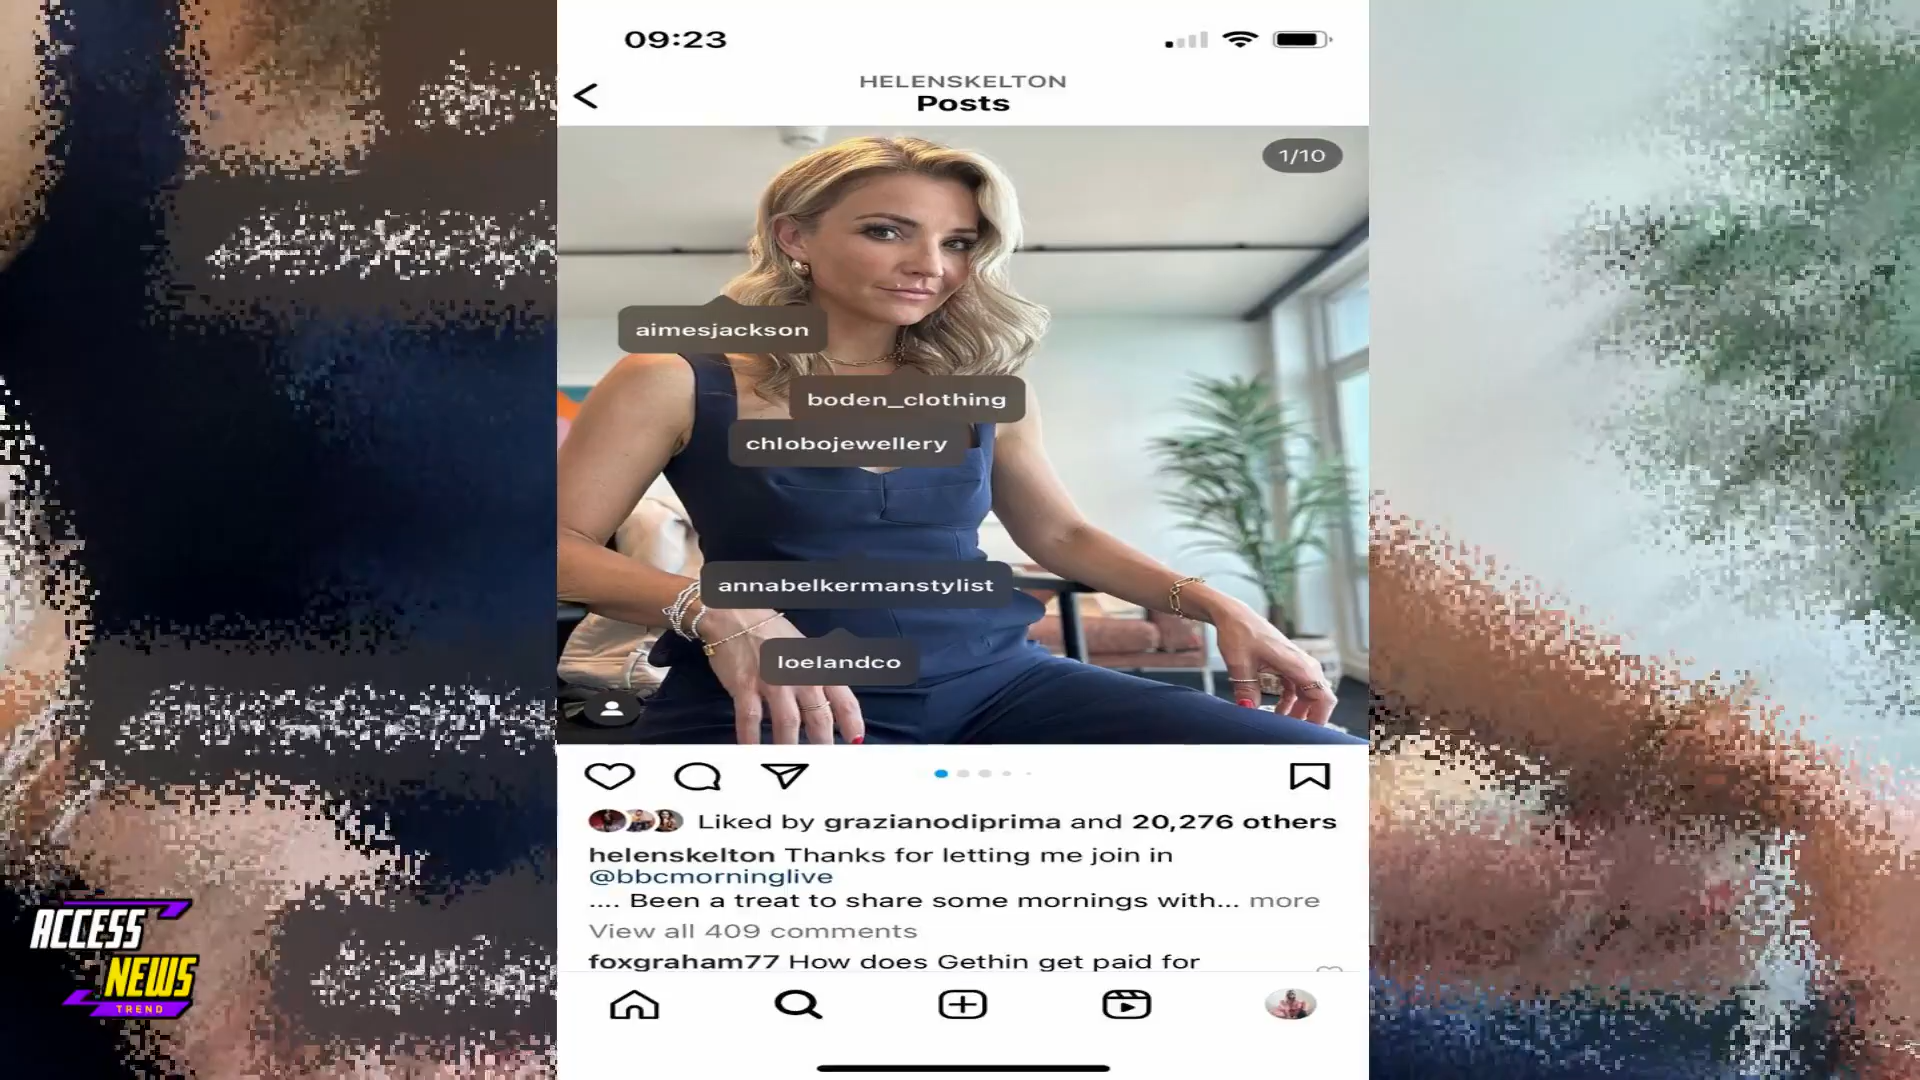 09:23
HELENSKELTON
Posts
1/10
aimesjackson
boden_clothing
chlobojewellery
annabelkermanstylist
loelandco
Liked by grazianodiprima and 20,276 others
helenskelton Thanks for letting me join in
@bbcmorninglive
.... Been a treat to share some mornings with... more
View all 409 comments
foxgraham77 How does Gethin get paid for
ACCESS
NEWS
TREND